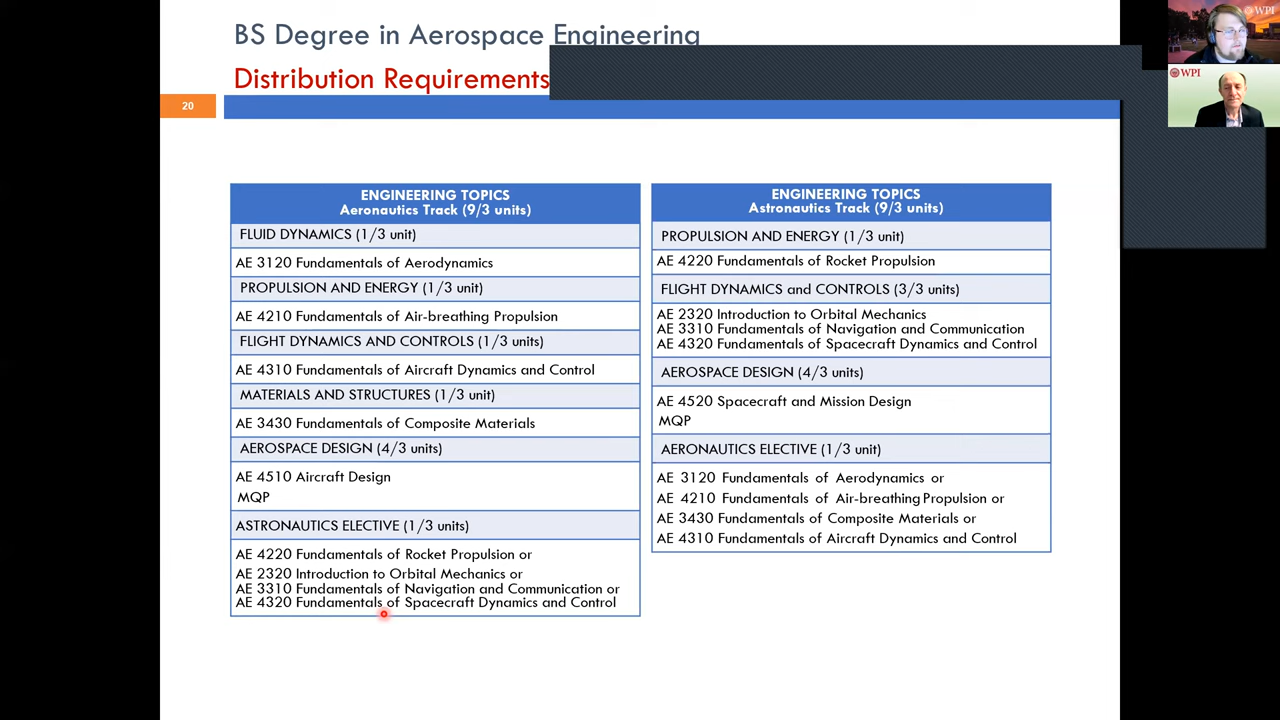 BS Degree in Aerospace Engineering
Distribution Requirements
20
ENGINEERING TOPICS
Aeronautics Track (9/3 units)
FLUID DYNAMICS (1/3 unit)
AE 3120 Fundamentals of Aerodynamics
PROPULSION AND ENERGY (1/3 unit)
AE 4210 Fundamentals of Air-breathing Propulsion
FLIGHT DYNAMICS AND CONTROLS (1/3 units)
AE 4310 Fundamentals of Aircraft Dynamics and Control
MATERIALS AND STRUCTURES (1/3 unit)
AE 3430 Fundamentals of Composite Materials
AEROSPACE DESIGN (4/3 units)
AE 4510 Aircraft Design
MQP
ASTRONAUTICS ELECTIVE (1/3 units)
AE 4220 Fundamentals of Rocket Propulsion or
AE 2320 Introduction to Orbital Mechanics or
AE 3310 Fundamentals of Navigation and Communication or
AE 4320 Fundamentals of Spacecraft Dynamics and Control
ENGINEERING TOPICS
Astronautics Track (9/3 units)
PROPULSION AND ENERGY (1/3 unit)
AE 4220 Fundamentals of Rocket Propulsion
FLIGHT DYNAMICS and CONTROLS (3/3 units)
AE 2320 Introduction to Orbital Mechanics
AE 3310 Fundamentals of Navigation and Communication
AE 4320 Fundamentals of Spacecraft Dynamics and Control
AEROSPACE DESIGN (4/3 units)
AE 4520 Spacecraft and Mission Design
MQP
AERONAUTICS ELECTIVE (1/3 unit)
AE 3120 Fundamentals of Aerodynamics or
AE 4210 Fundamentals of Air-breathing Propulsion or
AE 3430 Fundamentals of Composite Materials or
AE 4310 Fundamentals of Aircraft Dynamics and Control
WPI
WPI